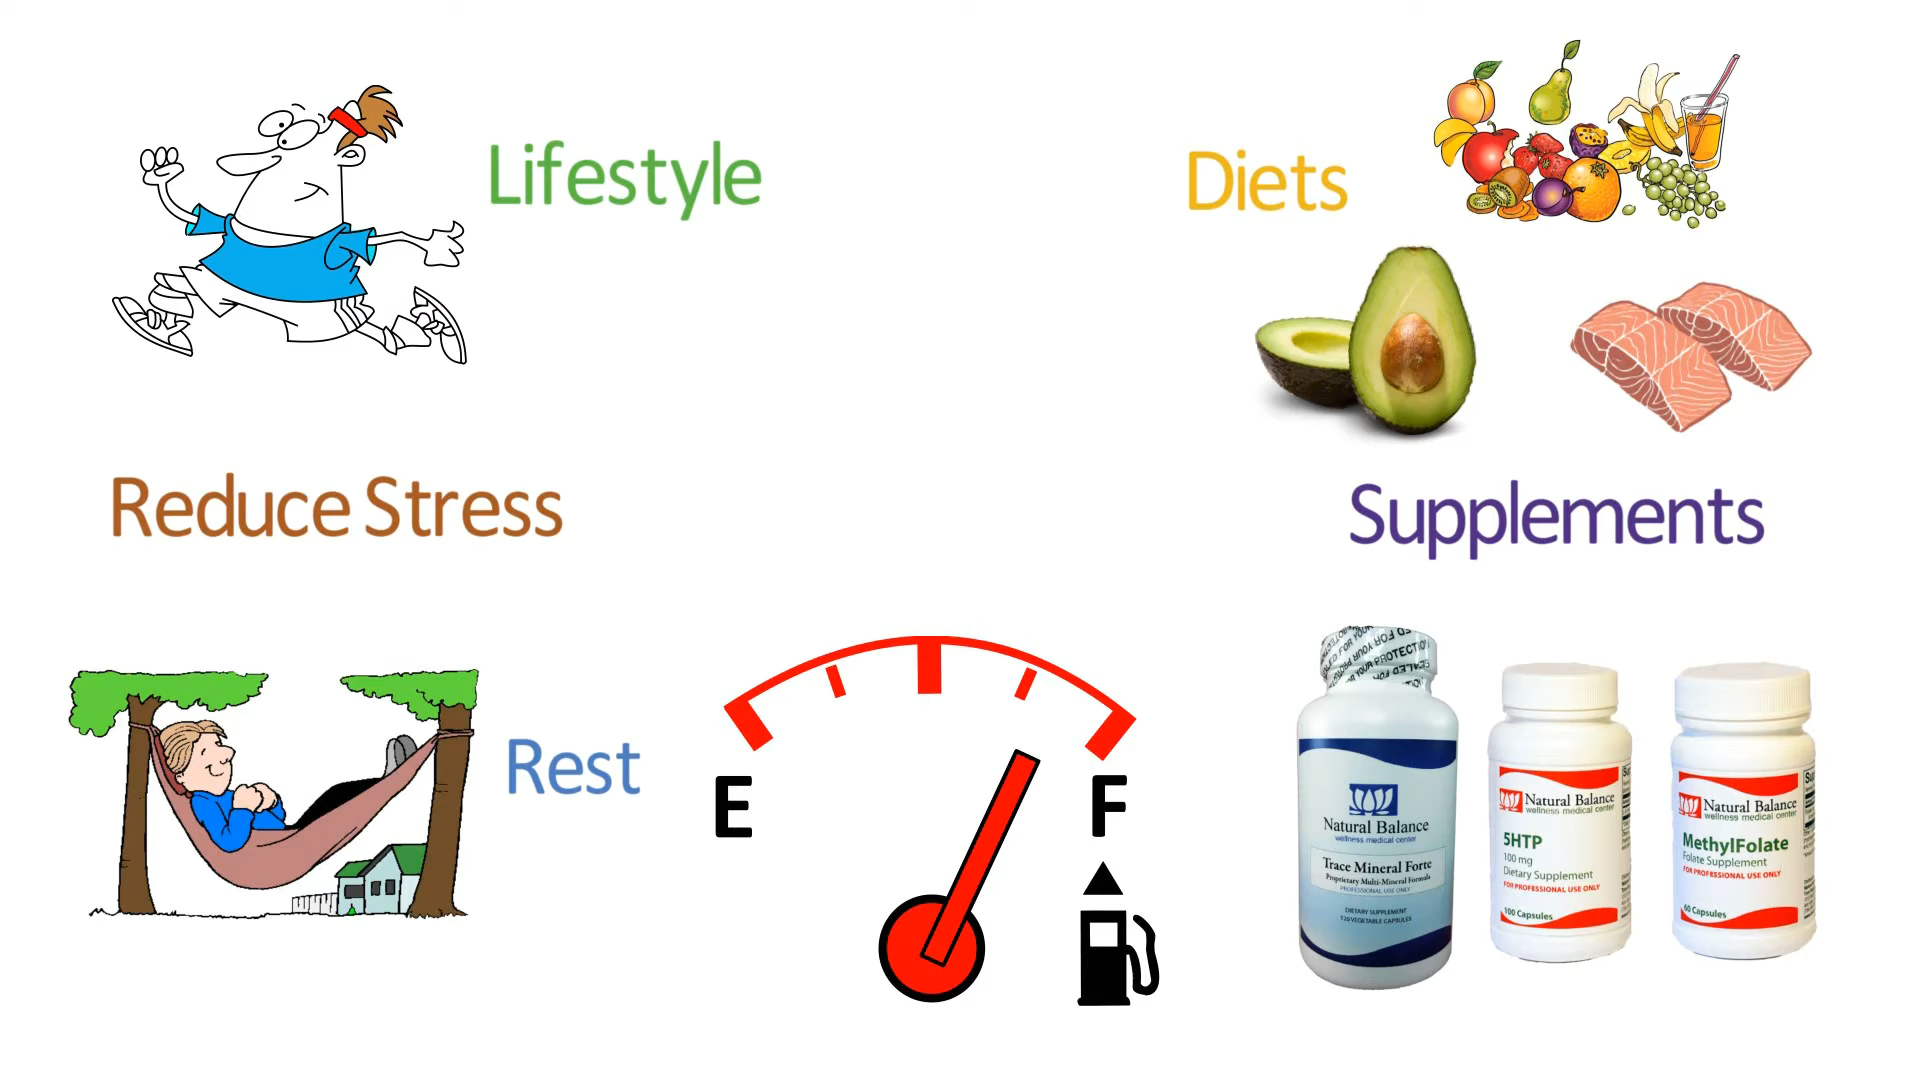 Lifestyle
Diets
Reduce Stress
Supplements
Rest
E
F
Natural Balance
wellness medical center
Trace Mineral Forte
Proprietary Multi-Mineral Formula
PROFESSIONAL USE ONLY
DIETARY SUPPLEMENT
120 VEGETABLE CAPSULES
Natural Balance
wellness medical center
5HTP
100 mg
Dietary Supplement
FOR PROFESSIONAL USE ONLY
100 Capsules
Natural Balance
wellness medical center
MethylFolate
Folate Supplement
FOR PROFESSIONAL USE ONLY
60 Capsules